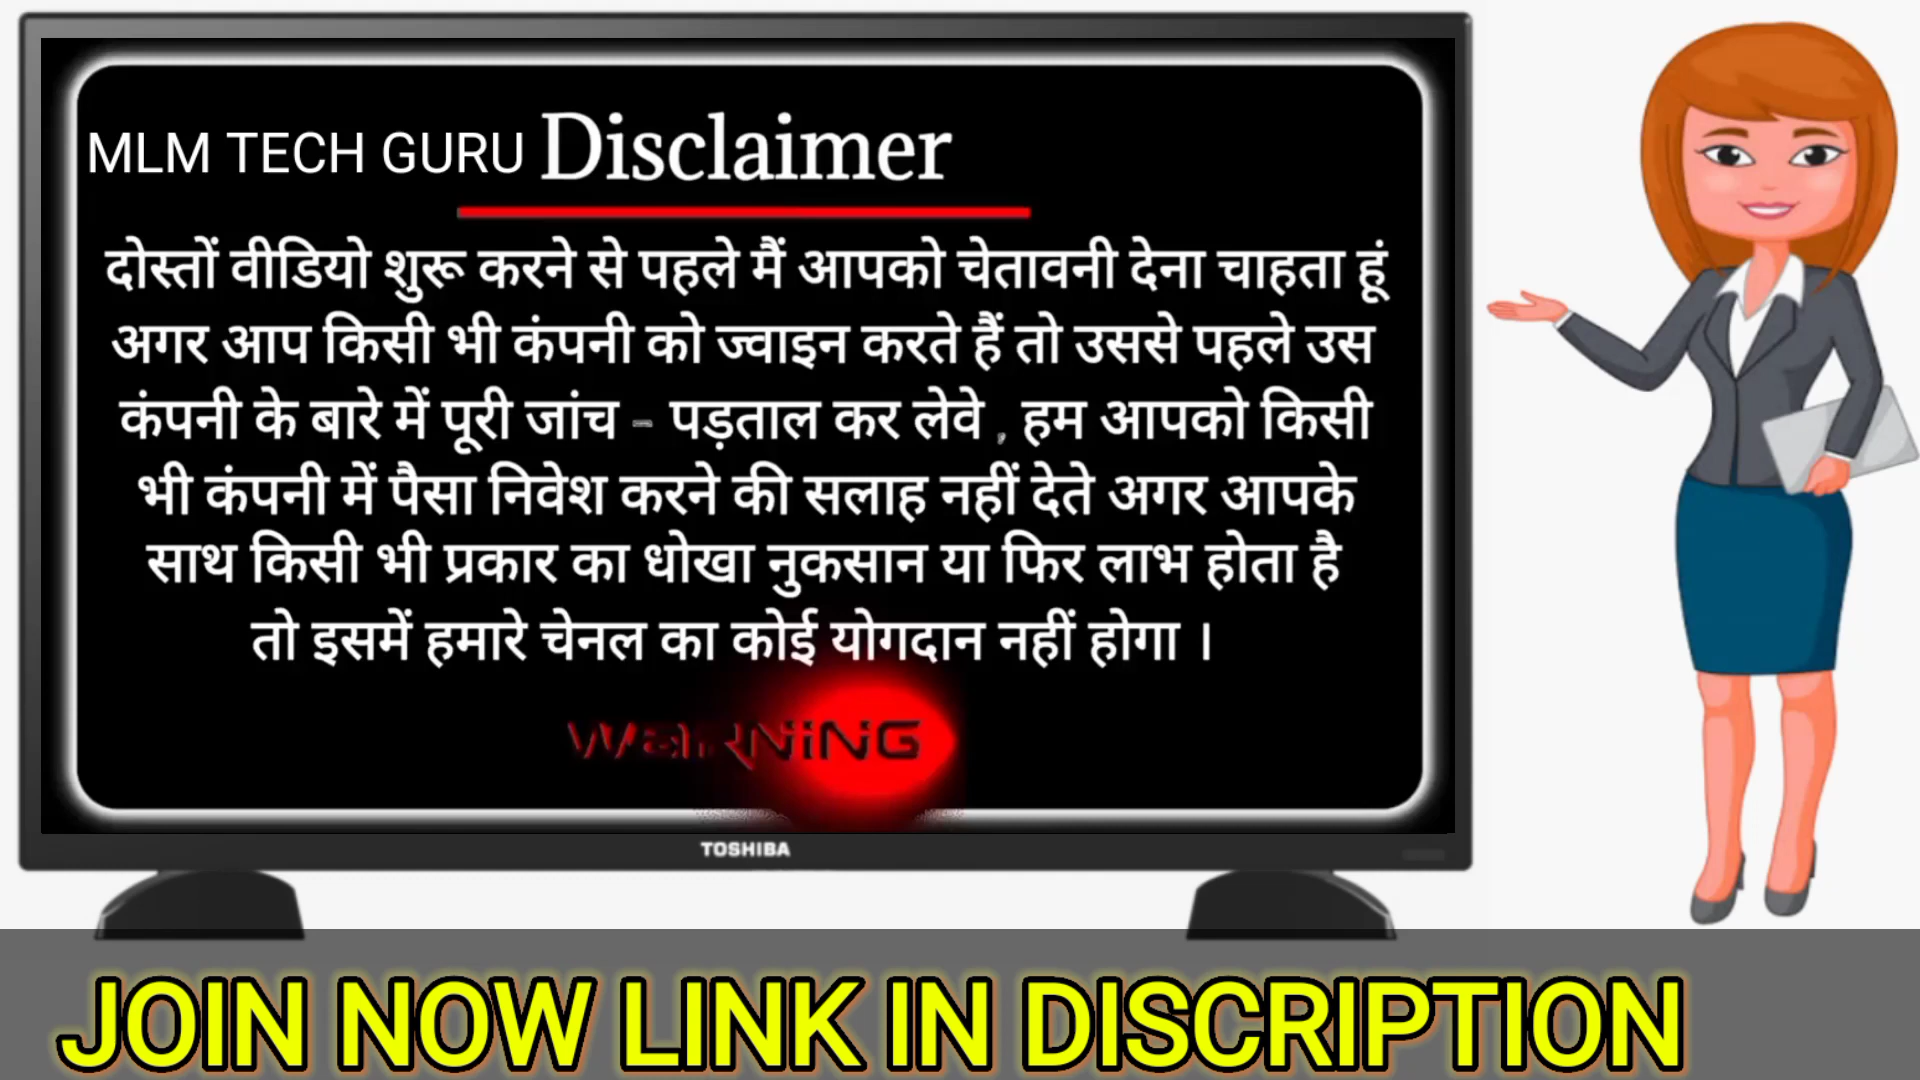 MLM TECH GURU Disclaimer
दोस्तों वीडियो शुरू करने से पहले मैं आपको चेतावनी देना चाहता हूं
अगर आप किसी भी कंपनी को ज्वाइन करते हैं तो उससे पहले उस
कंपनी के बारे में पूरी जांच - पड़ताल कर लेवे , हम आपको किसी
भी कंपनी में पैसा निवेश करने की सलाह नहीं देते अगर आपके
साथ किसी भी प्रकार का धोखा नुकसान या फिर लाभ होता है
तो इसमें हमारे चेनल का कोई योगदान नहीं होगा ।
WaRNiNG
TOSHIBA
JOIN NOW LINK IN DISCRIPTION